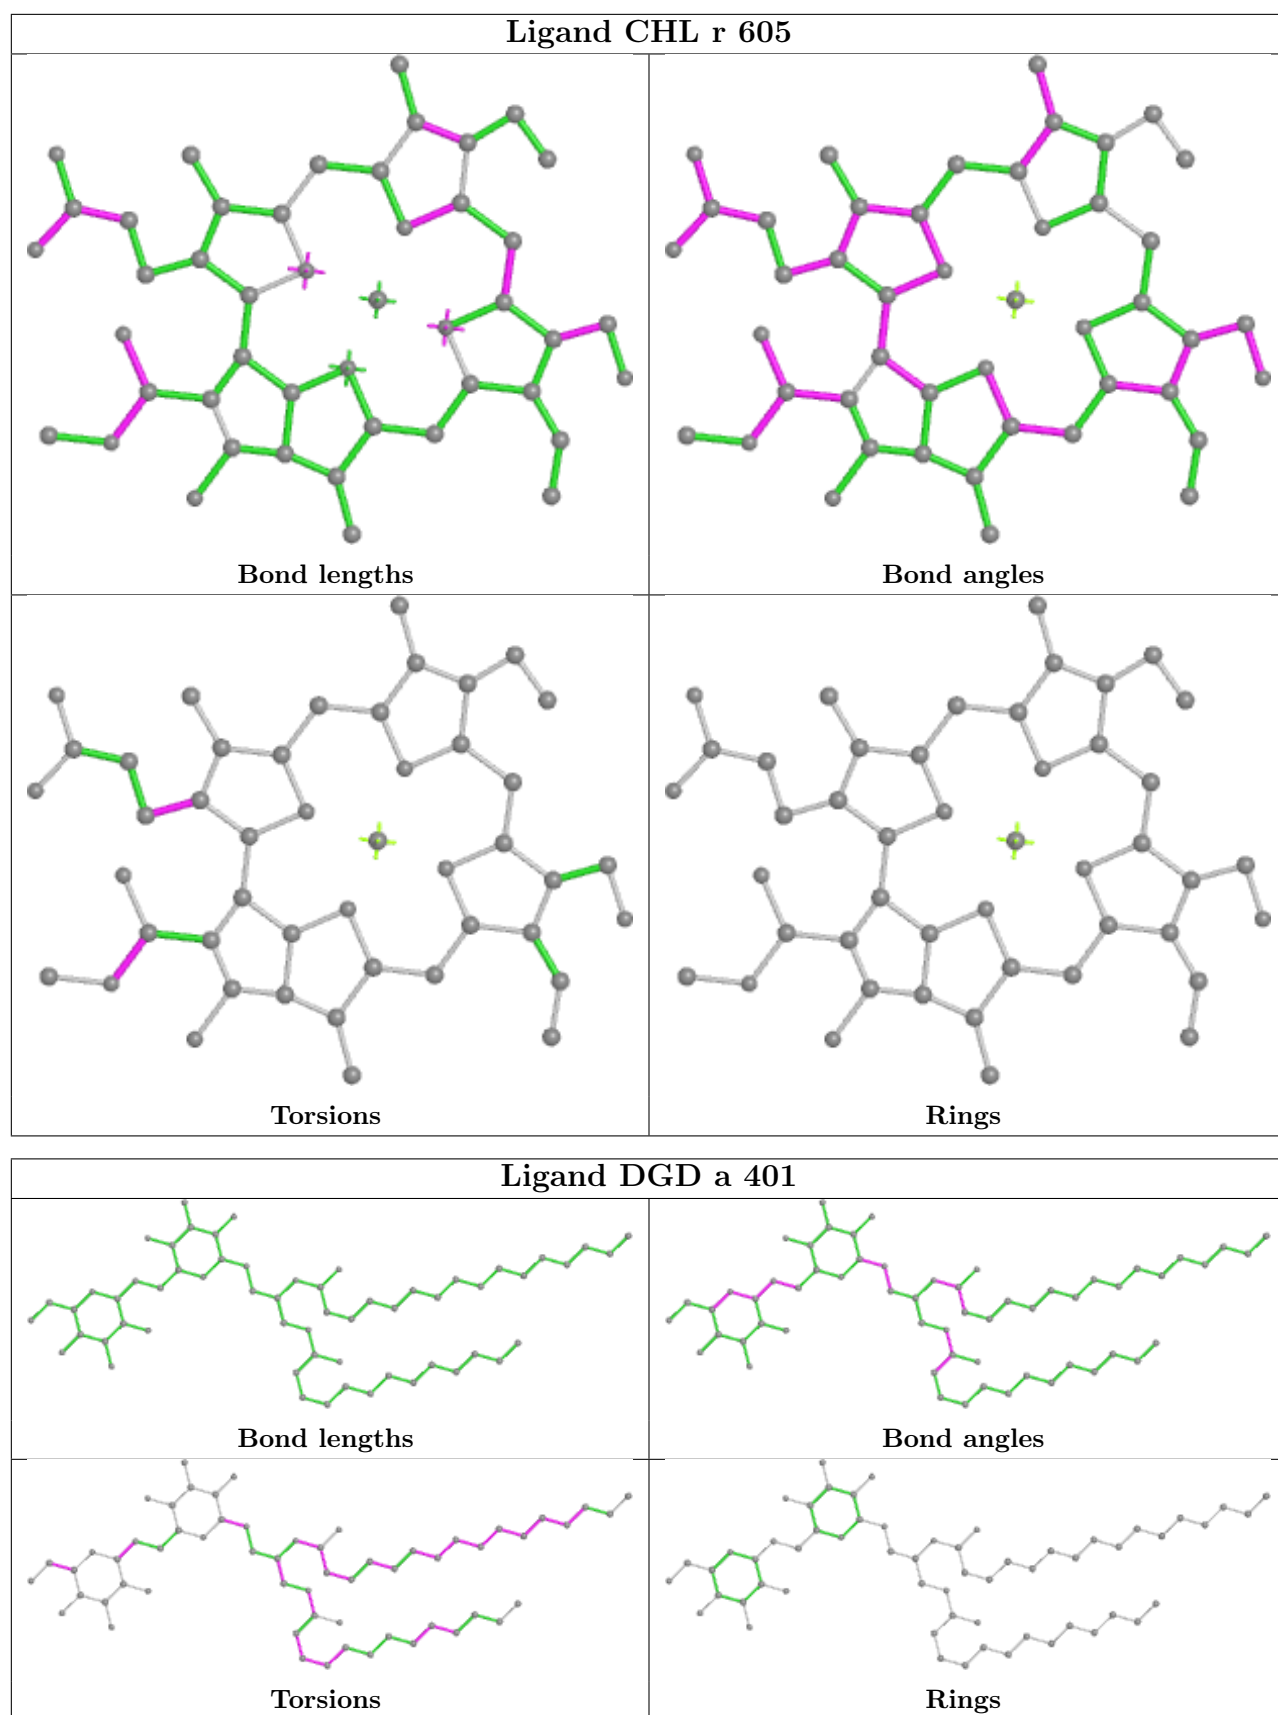 Ligand CHL r 605
Bond lengths
Bond angles
Torsions
Rings
Ligand DGD a 401
Bond lengths
Bond angles
Torsions
Rings